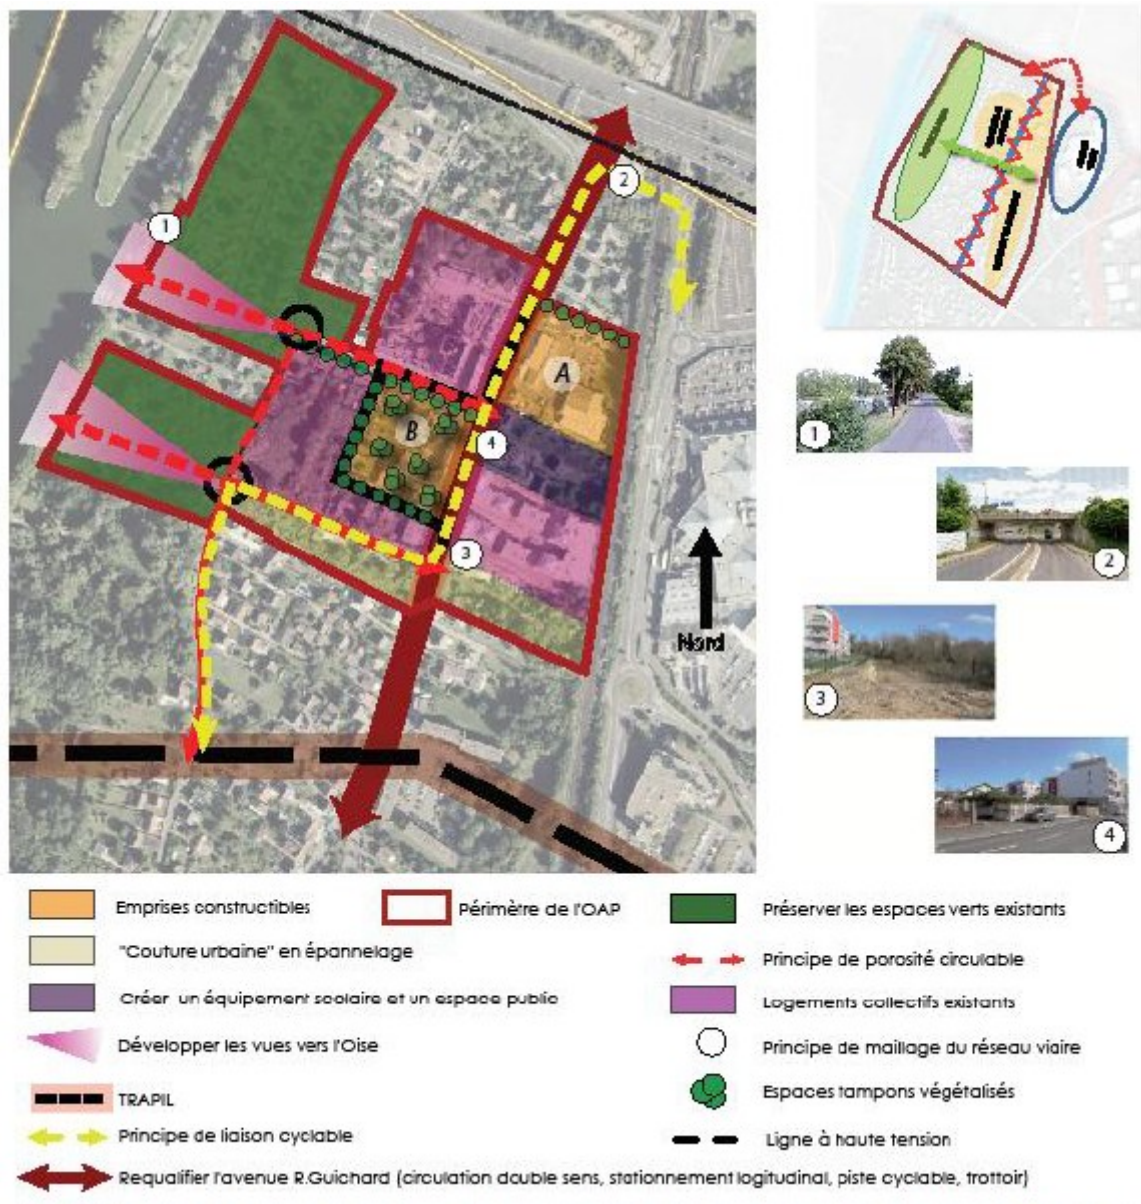 1
2
A
B
4
3
Nord
1
2
3
4
Emprises constructibles
Périmètre de l'OAP
Préserver les espaces verts existants
"Couture urbaine" en épannelage
Principe de porosité circulable
Créer un équipement scolaire et un espace public
Logements collectifs existants
Développer les vues vers l'Oise
Principe de maillage du réseau viaire
TRAPIL
Espaces tampons végétalisés
Principe de liaison cyclable
Ligne à haute tension
Requalifier l'avenue R.Guichard (circulation double sens, stationnement logitudinal, piste cyclable, trottoir)